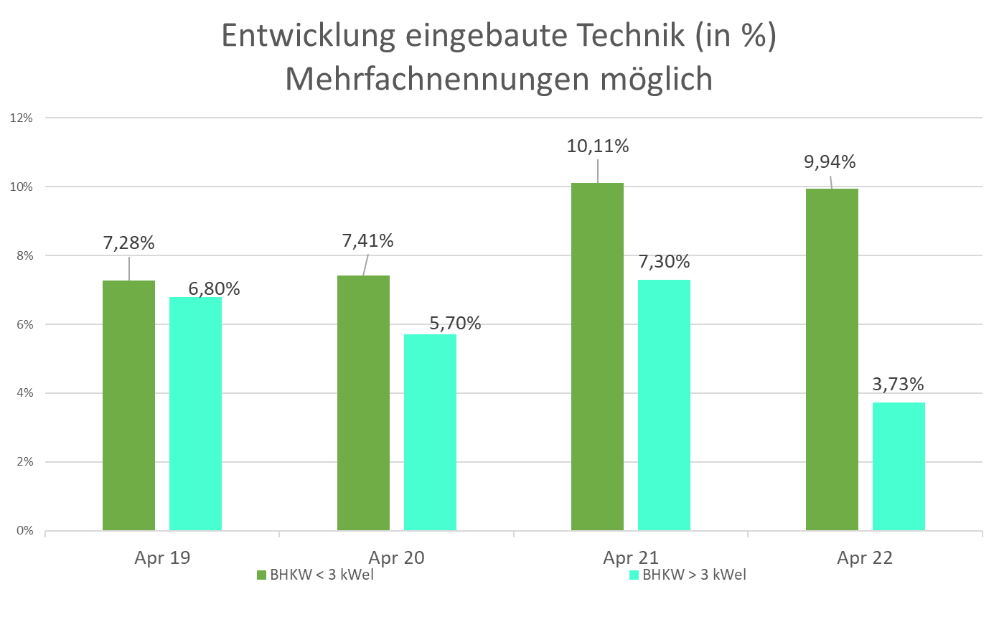 Entwicklung eingebaute Technik (in %)
Mehrfachnennungen möglich
12%
10%
8%
6%
4%
2%
0%
7,28%
6,80%
7,41%
5,70%
10,11%
7,30%
9,94%
3,73%
Apr 19
Apr 20
Apr 21
Apr 22
BHKW < 3 kWel
BHKW > 3 kWel